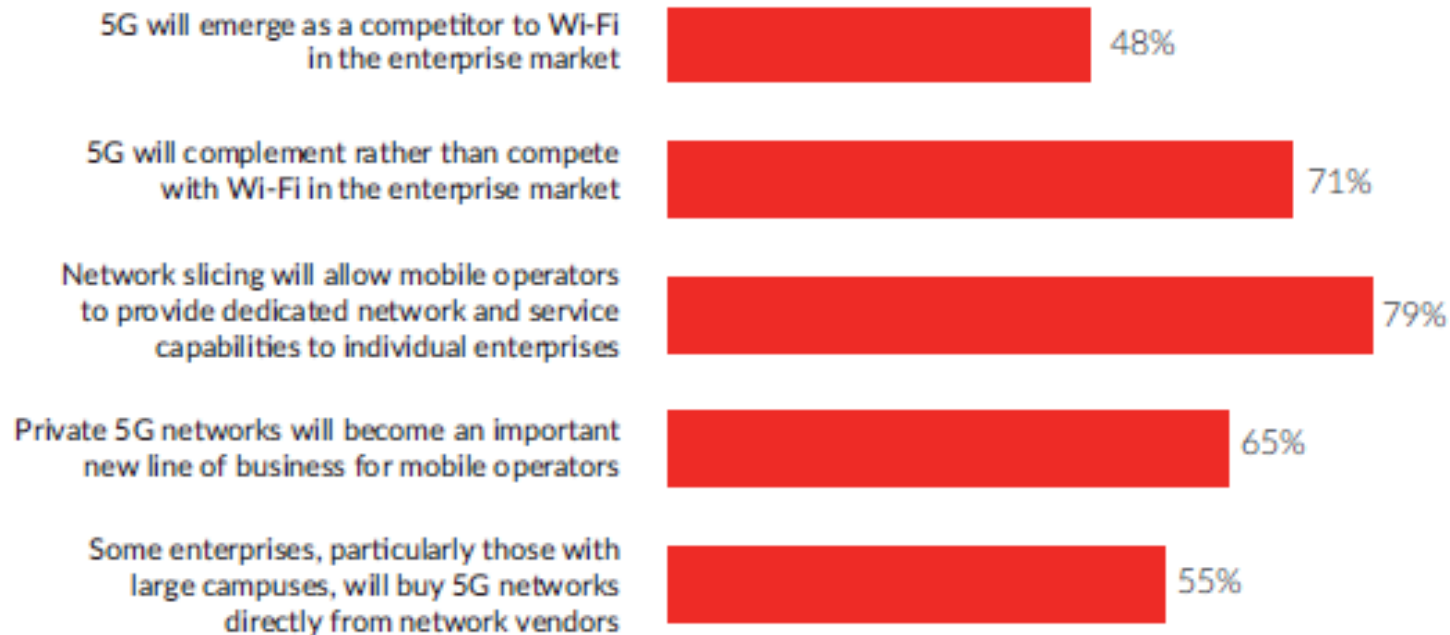 5G will emerge as a competitor to Wi-Fi
in the enterprise market
48%
5G will complement rather than compete
with Wi-Fi in the enterprise market
71%
Network slicing will allow mobile operators
to provide dedicated network and service
capabilities to individual enterprises
79%
Private 5G networks will become an important
new line of business for mobile operators
65%
Some enterprises, particularly those with
large campuses, will buy 5G networks
directly from network vendors
55%